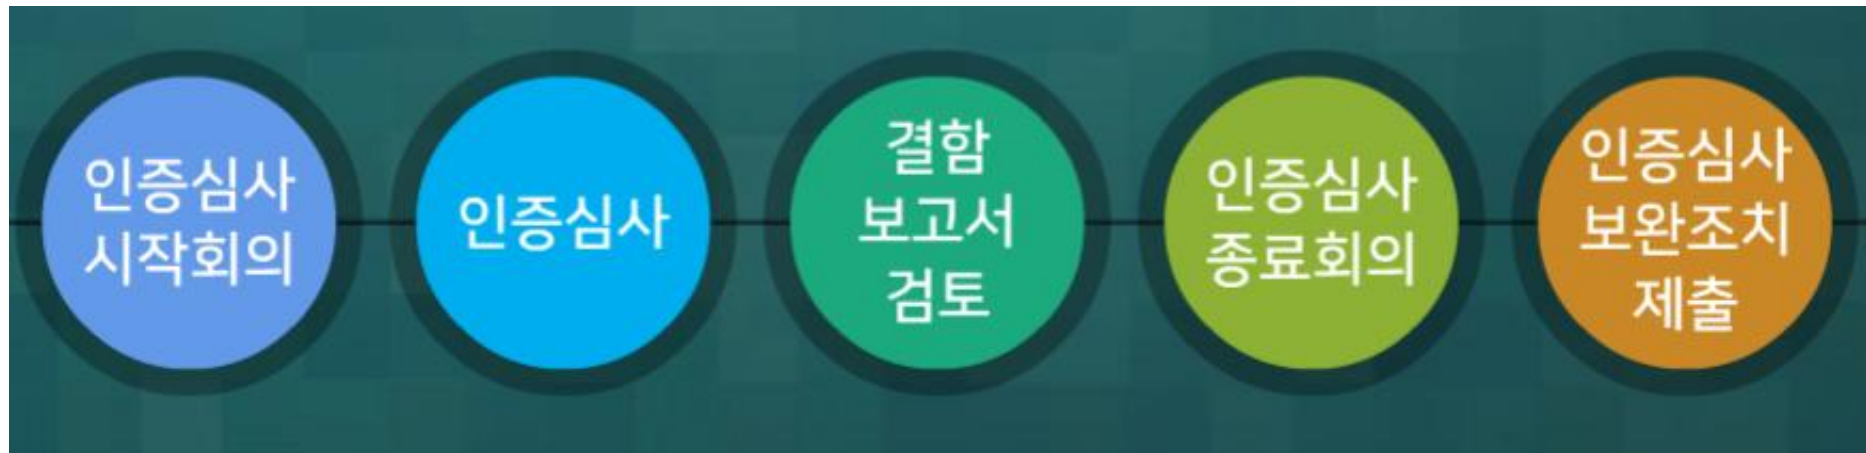 인증심사
시작회의
인증심사
결함
보고서
검토
인증심사
종료회의
인증심사
보완조치
제출